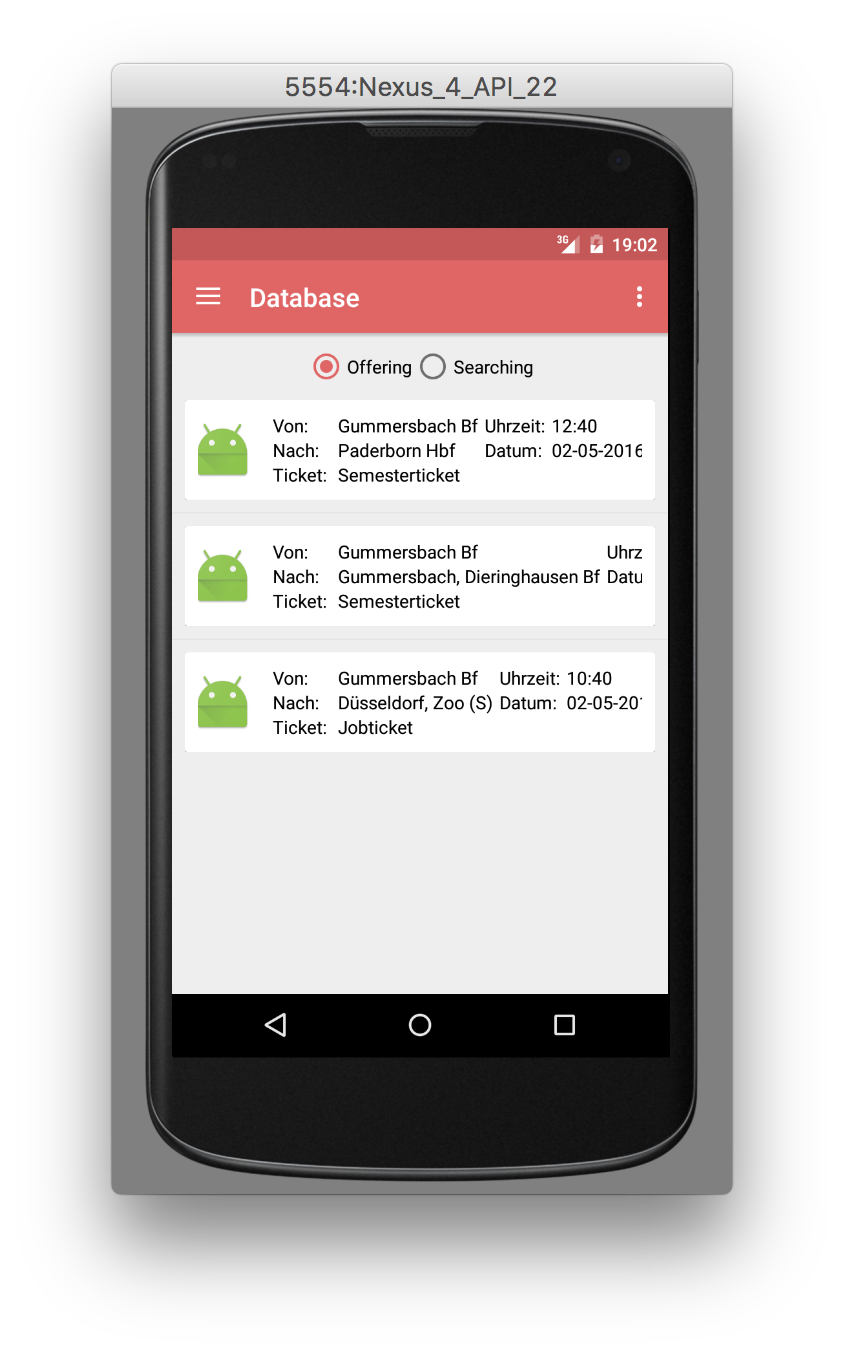 5554:Nexus_4_API_22
3G 19:02
Database
Offering Searching
Von: Gummersbach Bf Uhrzeit: 12:40
Nach: Paderborn Hbf Datum: 02-05-2016
Ticket: Semesterticket
Von: Gummersbach Bf Uhrz
Nach: Gummersbach, Dieringhausen Bf Datu
Ticket: Semesterticket
Von: Gummersbach Bf Uhrzeit: 10:40
Nach: Düsseldorf, Zoo (S) Datum: 02-05-201
Ticket: Jobticket